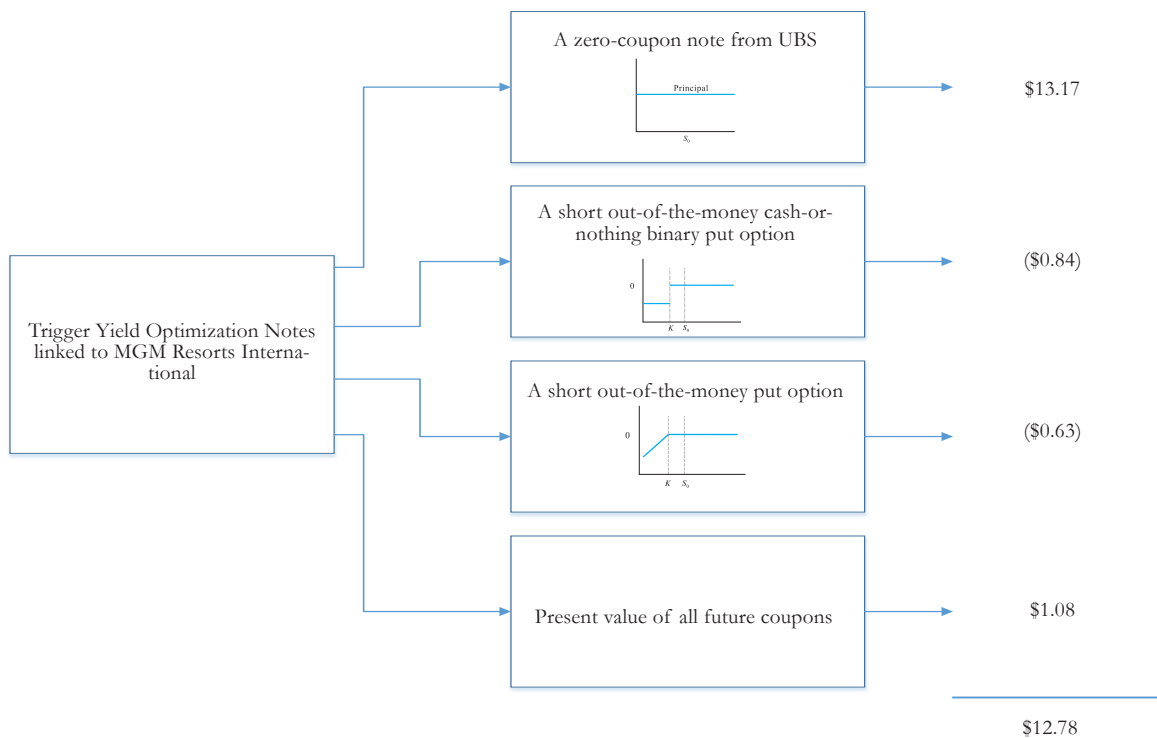 A zero-coupon note from UBS
Principal
S₀
$13.17
A short out-of-the-money cash-or-
nothing binary put option
0
K S₀
($0.84)
Trigger Yield Optimization Notes
linked to MGM Resorts Interna-
tional
A short out-of-the-money put option
0
K S₀
($0.63)
Present value of all future coupons
$1.08
$12.78